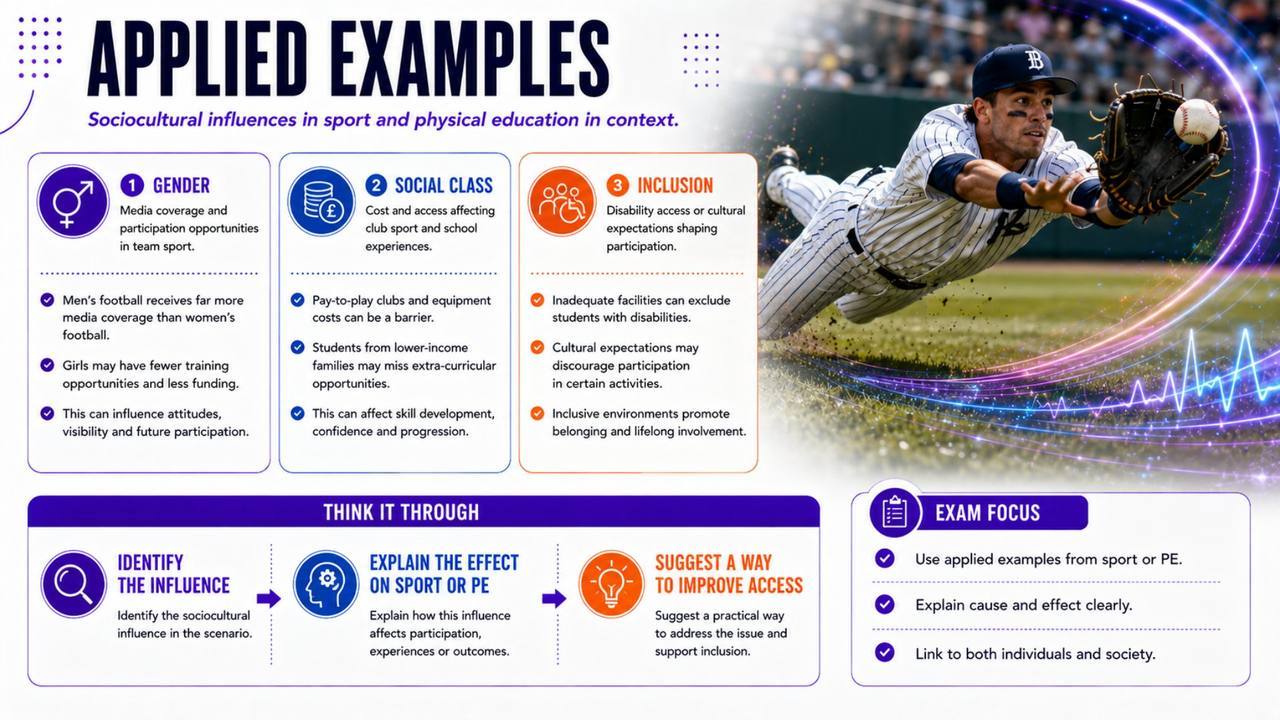 APPLIED EXAMPLES
Sociocultural influences in sport and physical education in context.
1 GENDER
Media coverage and
participation opportunities
in team sport.
Men's football receives far more
media coverage than women's
football.
Girls may have fewer training
opportunities and less funding.
This can influence attitudes,
visibility and future participation.
2 SOCIAL CLASS
£
Cost and access affecting
club sport and school
experiences.
Pay-to-play clubs and equipment
costs can be a barrier.
Students from lower-income
families may miss extra-curricular
opportunities.
This can affect skill development,
confidence and progression.
3 INCLUSION
Disability access or cultural
expectations shaping
participation.
Inadequate facilities can exclude
students with disabilities.
Cultural expectations may
discourage participation
in certain activities.
Inclusive environments promote
belonging and lifelong involvement.
B
THINK IT THROUGH
IDENTIFY
THE INFLUENCE
Identify the sociocultural
influence in the scenario.
EXPLAIN THE EFFECT
ON SPORT OR PE
Explain how this influence
affects participation,
experiences or outcomes.
SUGGEST A WAY
TO IMPROVE ACCESS
Suggest a practical way
to address the issue and
support inclusion.
EXAM FOCUS
Use applied examples from sport or PE.
Explain cause and effect clearly.
Link to both individuals and society.